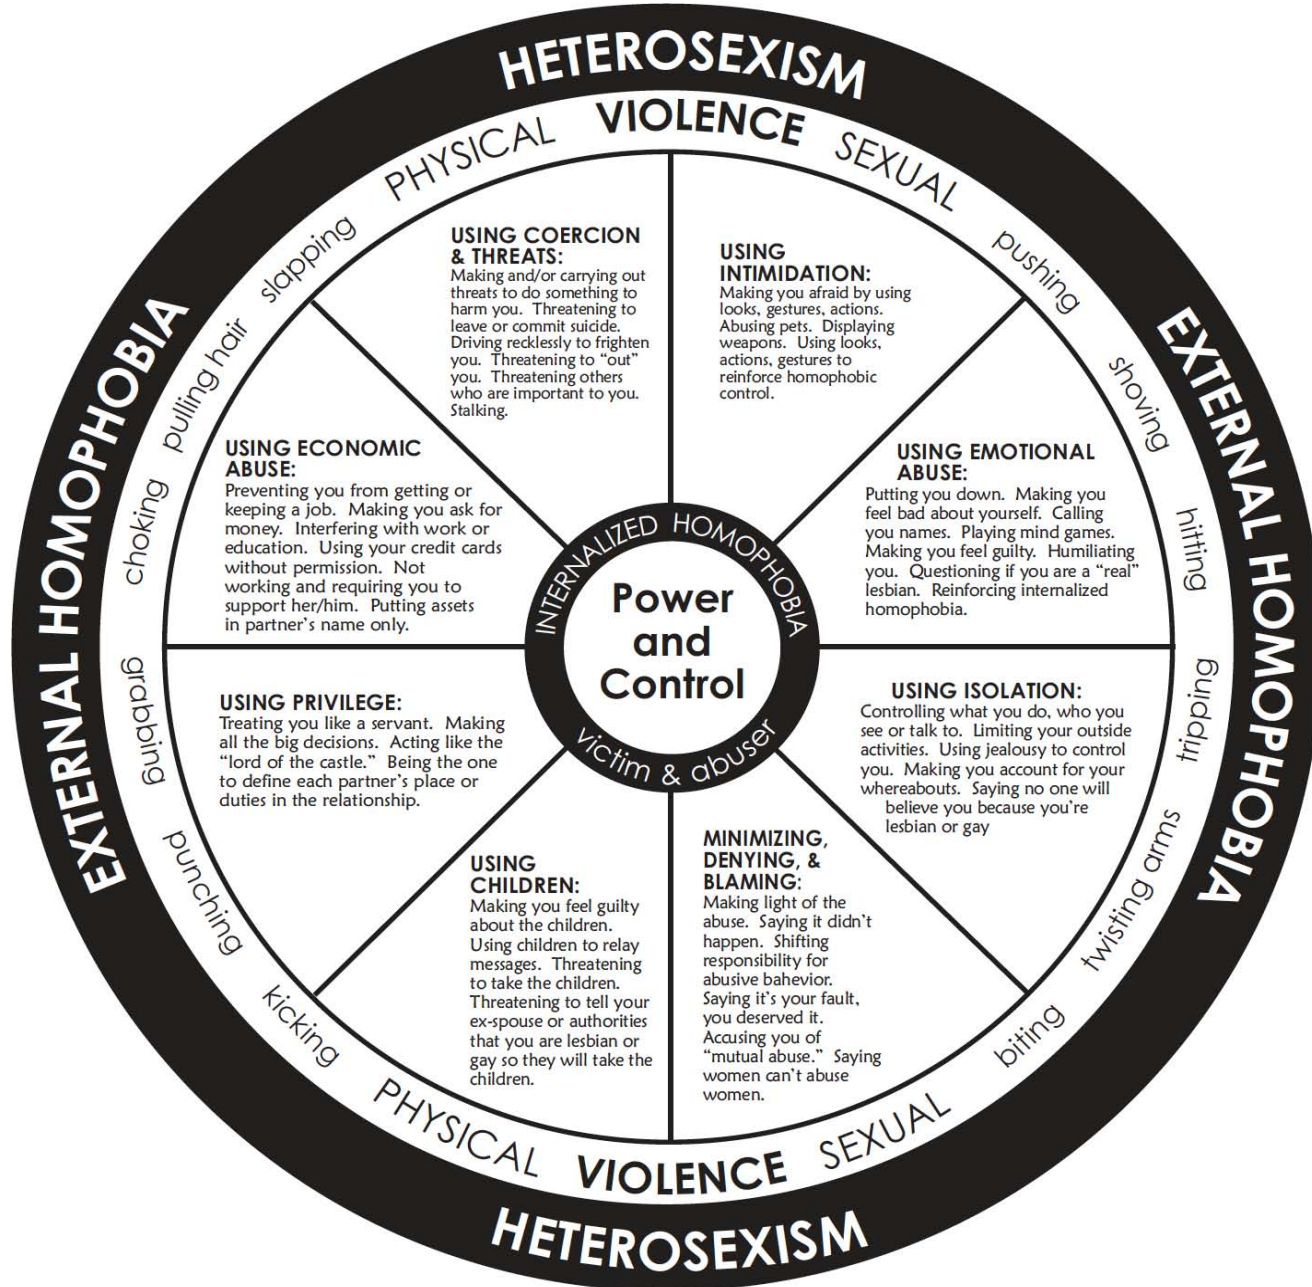 HETEROSEXISM
PHYSICAL VIOLENCE SEXUAL
pushing
shoving
hitting
tripping
twisting arms
biting
EXTERNAL HOMOPHOBIA
slapping
pulling hair
choking
grabbing
punching
kicking
EXTERNAL HOMOPHOBIA
USING COERCION
& THREATS:
Making and/or carrying out
threats to do something to
harm you. Threatening to
leave or commit suicide.
Driving recklessly to frighten
you. Threatening to “out”
you. Threatening others
who are important to you.
Stalking.
USING
INTIMIDATION:
Making you afraid by using
looks, gestures, actions.
Abusing pets. Displaying
weapons. Using looks,
actions, gestures to
reinforce homophobic
control.
USING ECONOMIC
ABUSE:
Preventing you from getting or
keeping a job. Making you ask for
money. Interfering with work or
education. Using your credit cards
without permission. Not
working and requiring you to
support her/him. Putting assets
in partner’s name only.
USING EMOTIONAL
ABUSE:
Putting you down. Making you
feel bad about yourself. Calling
you names. Playing mind games.
Making you feel guilty. Humiliating
you. Questioning if you are a “real”
lesbian. Reinforcing internalized
homophobia.
INTERNALIZED HOMOPHOBIA
Power
and
Control
victim & abuser
USING PRIVILEGE:
Treating you like a servant. Making
all the big decisions. Acting like the
“lord of the castle.” Being the one
to define each partner’s place or
duties in the relationship.
USING ISOLATION:
Controlling what you do, who you
see or talk to. Limiting your outside
activities. Using jealousy to control
you. Making you account for your
whereabouts. Saying no one will
believe you because you’re
lesbian or gay
USING
CHILDREN:
Making you feel guilty
about the children.
Using children to relay
messages. Threatening
to take the children.
Threatening to tell your
ex-spouse or authorities
that you are lesbian or
gay so they will take the
children.
MINIMIZING,
DENYING, &
BLAMING:
Making light of the
abuse. Saying it didn’t
happen. Shifting
responsibility for
abusive bahevior.
Saying it’s your fault,
you deserved it.
Accusing you of
“mutual abuse.” Saying
women can’t abuse
women.
PHYSICAL VIOLENCE SEXUAL
HETEROSEXISM